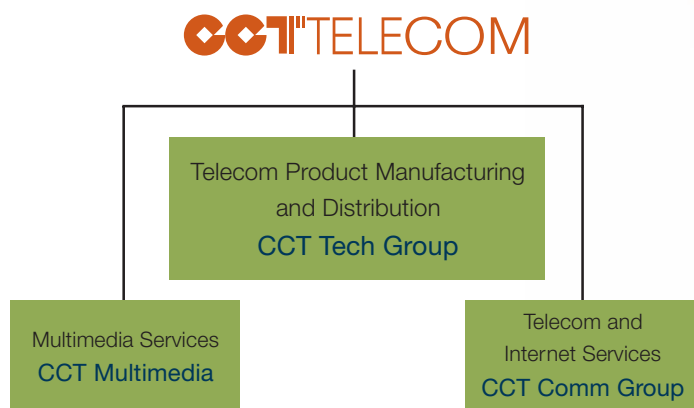 CCT TELECOM
Telecom Product Manufacturing
and Distribution
CCT Tech Group
Multimedia Services
CCT Multimedia
Telecom and
Internet Services
CCT Comm Group